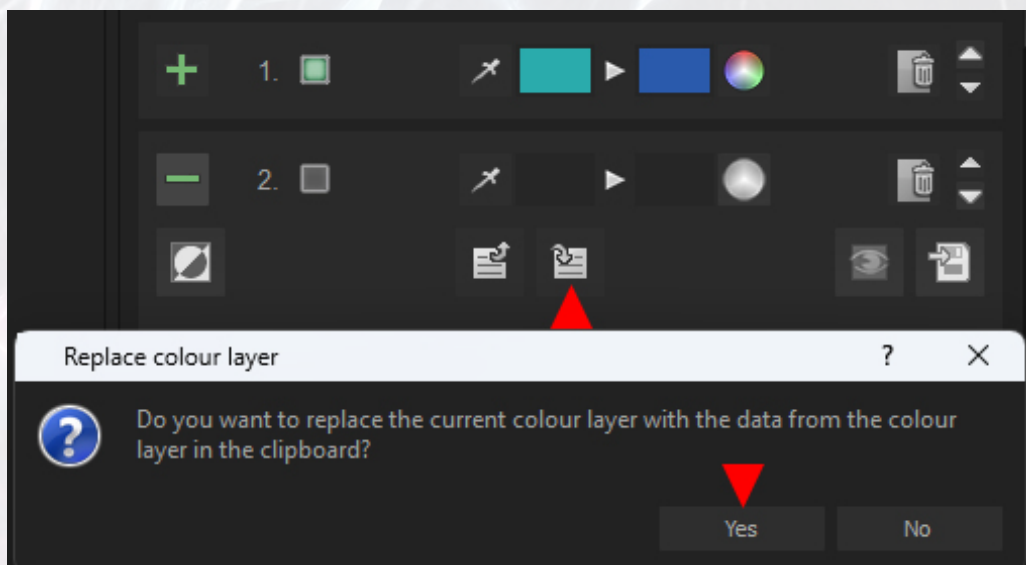 1.
2.
Replace colour layer ?
Do you want to replace the current colour layer with the data from the colour
layer in the clipboard?
Yes No